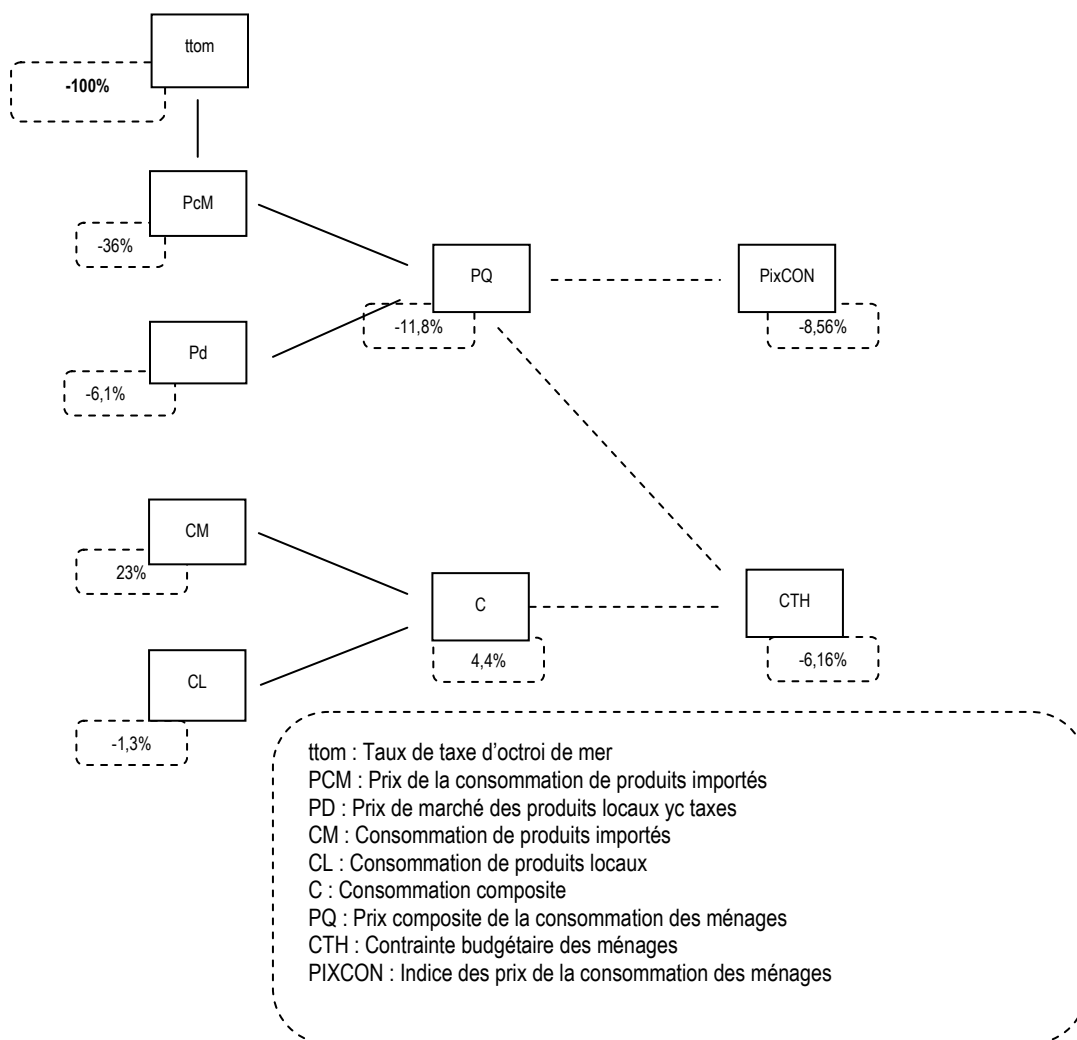 ttom
-100%
PcM
-36%
PQ
-11,8%
PixCON
-8,56%
Pd
-6,1%
CM
23%
C
4,4%
CTH
-6,16%
CL
-1,3%
ttom : Taux de taxe d'octroi de mer
PCM : Prix de la consommation de produits importés
PD : Prix de marché des produits locaux yc taxes
CM : Consommation de produits importés
CL : Consommation de produits locaux
C : Consommation composite
PQ : Prix composite de la consommation des ménages
CTH : Contrainte budgétaire des ménages
PIXCON : Indice des prix de la consommation des ménages